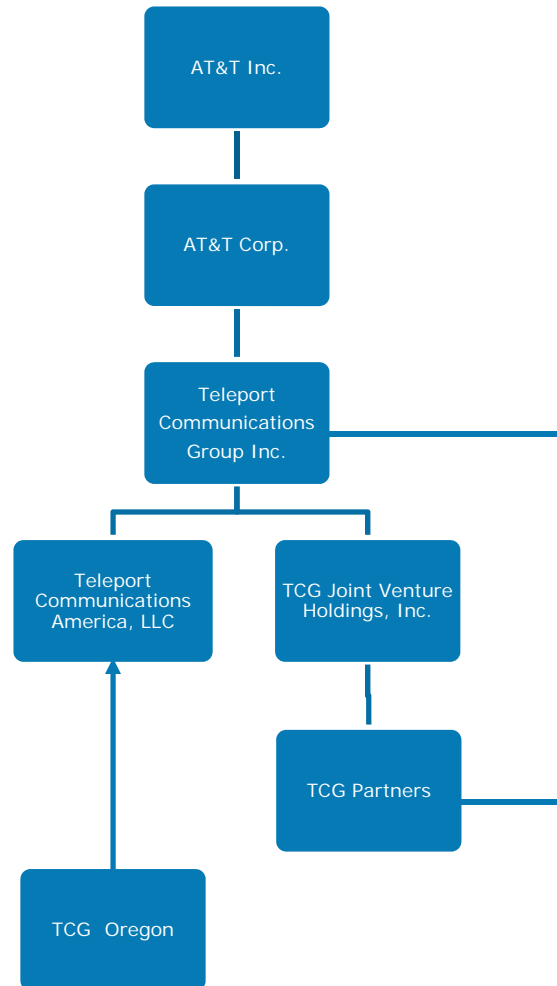 AT&T Inc.
AT&T Corp.
Teleport
Communications
Group Inc.
Teleport
Communications
America, LLC
TCG Joint Venture
Holdings, Inc.
TCG Partners
TCG  Oregon